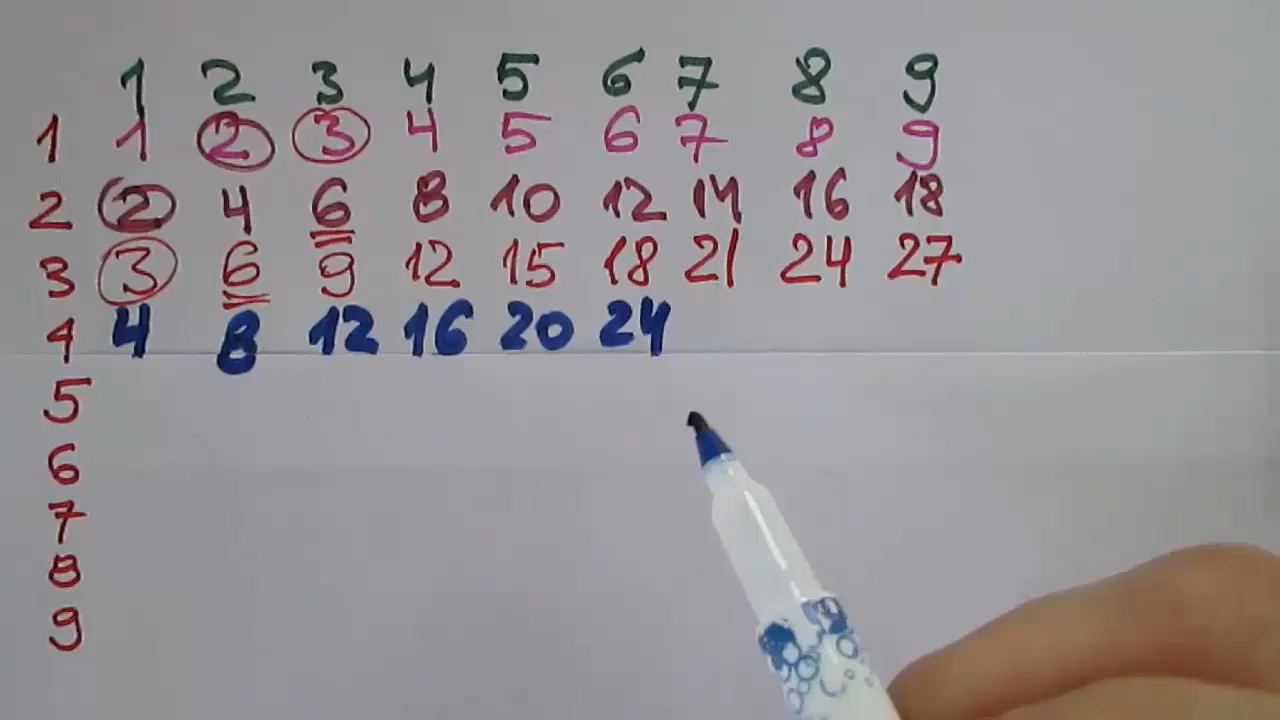 1 2 3 4 5 6 7 8 9
1 1 2 3 4 5 6 7 8 9
2 2 4 6 8 10 12 14 16 18
3 3 6 9 12 15 18 21 24 27
4 4 8 12 16 20 24
5
6
7
8
9